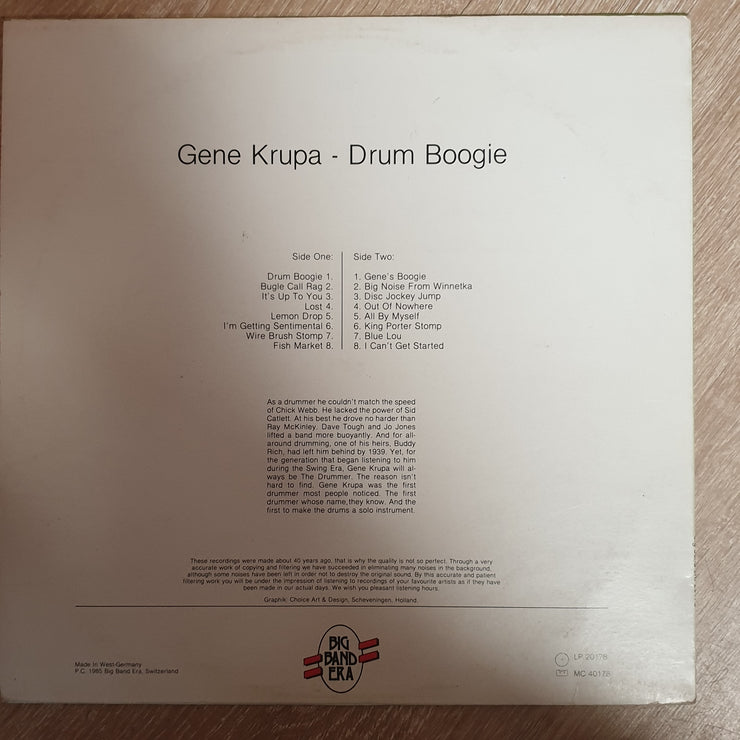 Gene Krupa - Drum Boogie
Side One:
Drum Boogie 1.
Bugle Call Rag 2.
It's Up To You 3.
Lost 4.
Lemon Drop 5.
I'm Getting Sentimental 6.
Wire Brush Stomp 7.
Fish Market 8.
Side Two:
1. Gene's Boogie
2. Big Noise From Winnetka
3. Disc Jockey Jump
4. Out Of Nowhere
5. All By Myself
6. King Porter Stomp
7. Blue Lou
8. I Can't Get Started
As a drummer he couldn't match the speed
of Chick Webb. He lacked the power of Sid
Catlett. At his best he drove no harder than
Ray McKinley. Dave Tough and Jo Jones
lifted a band more buoyantly. And for all-
around drumming, one of his heirs, Buddy
Rich, had left him behind by 1939. Yet, for
the generation that began listening to him
during the Swing Era, Gene Krupa will al-
ways be The Drummer. The reason isn't
hard to find. Gene Krupa was the first
drummer most people noticed. The first
drummer whose name they know. And the
first to make the drums a solo instrument.
These recordings were made about 40 years ago, that is why the quality is not so perfect. Through a very
accurate work of copying and filtering we have succeeded in eliminating many noises in the background,
although some noises have been left in order not to destroy the original sound. By this accurate and patient
filtering work you will be under the impression of listening to recordings of your favourite artists as if they have
been made in our actual days. We wish you pleasant listening hours.
Graphik: Choice Art & Design, Scheveningen, Holland.
Made in West-Germany
P.C. 1985 Big Band Era, Switzerland
BIG
BAND
ERA
LP 20178
MC 40178